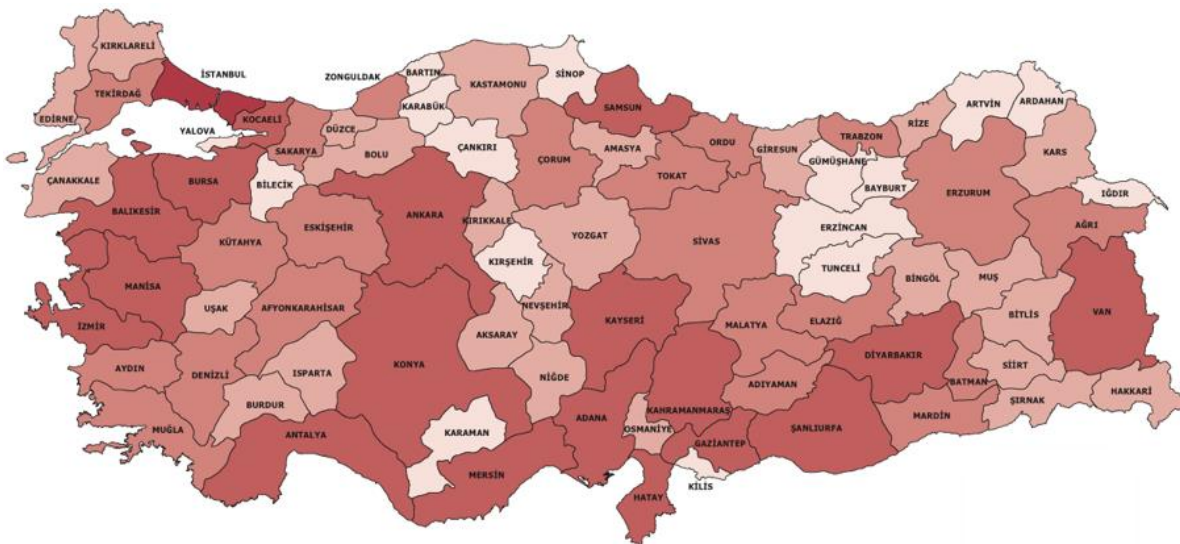 KIRKLARELİ
İSTANBUL
TEKİRDAĞ
EDİRNE
KOCAELİ
YALOVA
SAKARYA
DÜZCE
ZONGULDAK
BARTIN
KARABÜK
KASTAMONU
SİNOP
SAMSUN
BOLU
ÇANKIRI
ÇORUM
AMASYA
ORDU
TOKAT
GİRESUN
TRABZON
RİZE
ARTVİN
ARDAHAN
GÜMÜŞHANE
BAYBURT
ERZURUM
KARS
IĞDIR
AĞRI
ÇANAKKALE
BURSA
BİLECİK
BALIKESİR
KÜTAHYA
ESKİŞEHİR
ANKARA
KIRIKKALE
KIRŞEHİR
YOZGAT
SİVAS
ERZİNCAN
TUNCELİ
BİNGÖL
MUŞ
BİTLİS
VAN
MANİSA
İZMİR
UŞAK
AFYONKARAHİSAR
AKSARAY
NEVŞEHİR
KAYSERİ
MALATYA
ELAZIĞ
DİYARBAKIR
BATMAN
SİİRT
ŞIRNAK
HAKKARİ
AYDIN
DENİZLİ
ISPARTA
BURDUR
KONYA
NİĞDE
ADIYAMAN
MARDİN
MUĞLA
ANTALYA
KARAMAN
MERSİN
ADANA
OSMANİYE
KAHRAMANMARAŞ
GAZİANTEP
ŞANLIURFA
KİLİS
HATAY